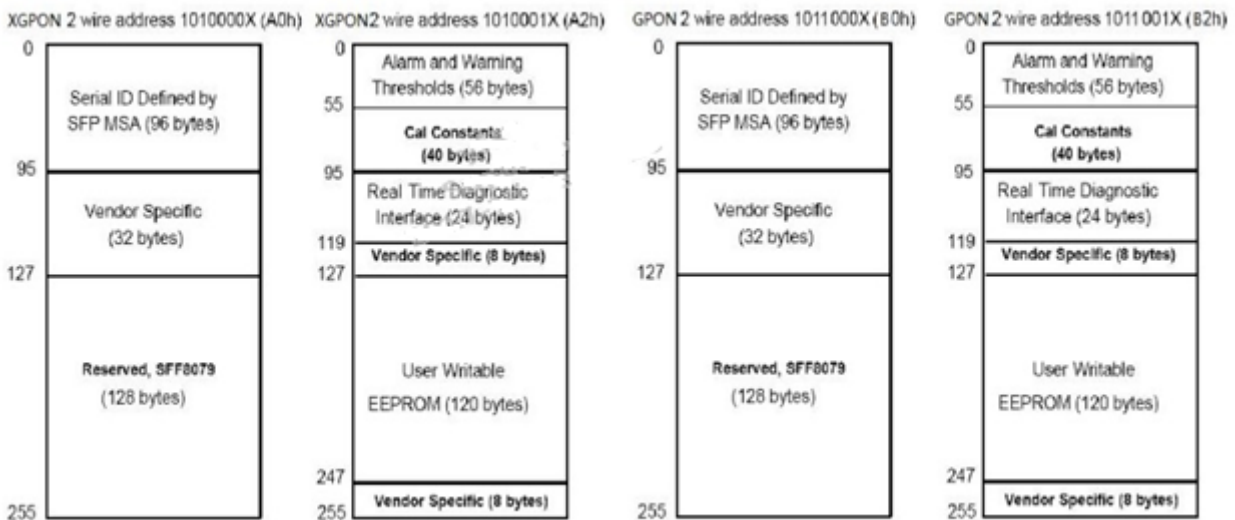 XGPON 2 wire address 1010000X (A0h)
0
Serial ID Defined by
SFP MSA (96 bytes)
95
Vendor Specific
(32 bytes)
127
Reserved, SFF8079
(128 bytes)
255
XGPON2 wire address 1010001X (A2h)
0
Alarm and Warning
Thresholds (56 bytes)
55
Cal Constants
(40 bytes)
95
Real Time Diagnostic
Interface (24 bytes)
119
Vendor Specific (8 bytes)
127
User Writable
EEPROM (120 bytes)
247
Vendor Specific (8 bytes)
255
GPON 2 wire address 1011000X (B0h)
0
Serial ID Defined by
SFP MSA (96 bytes)
95
Vendor Specific
(32 bytes)
127
Reserved, SFF8079
(128 bytes)
255
GPON 2 wire address 1011001X (B2h)
0
Alarm and Warning
Thresholds (56 bytes)
55
Cal Constants
(40 bytes)
95
Real Time Diagnostic
Interface (24 bytes)
119
Vendor Specific (8 bytes)
127
User Writable
EEPROM (120 bytes)
247
Vendor Specific (8 bytes)
255